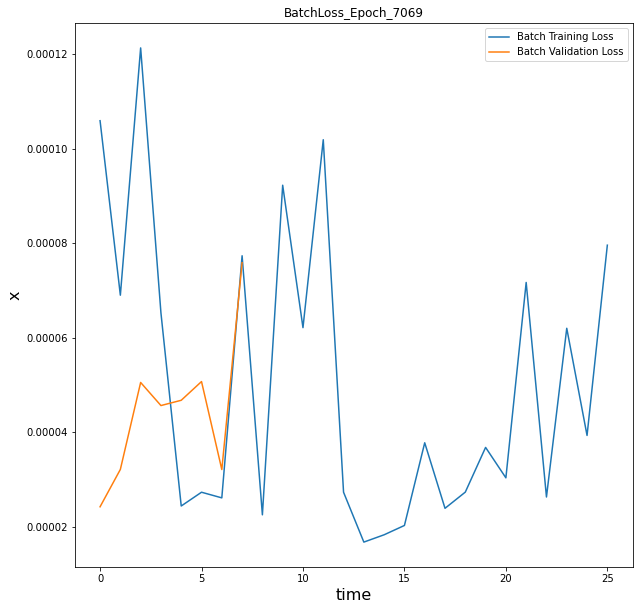 BatchLoss_Epoch_7069
Batch Training Loss
Batch Validation Loss
0.00012
0.00010
0.00008
0.00006
0.00004
0.00002
x
0
5
10
15
20
25
time